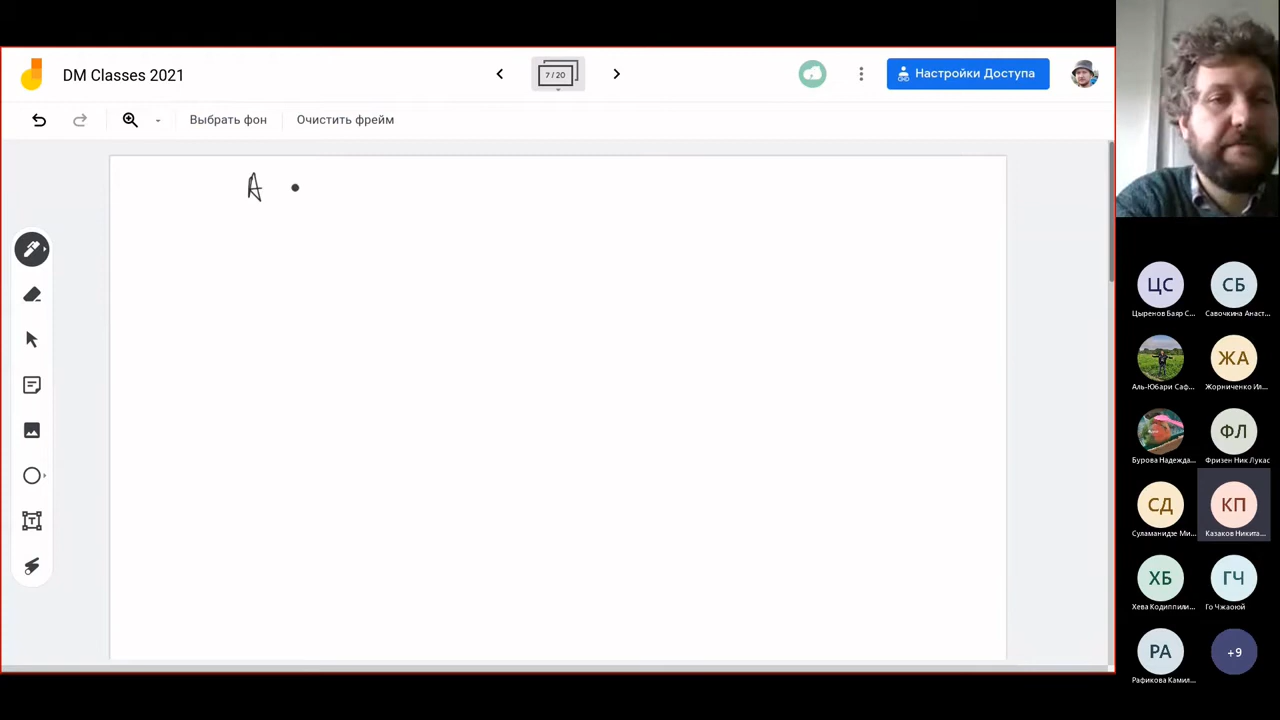 DM Classes 2021
7 / 20
Настройки Доступа
Выбрать фон
Очистить фрейм
A •
ЦС
СБ
Цыренов Баяр С...
Савочкина Анаст...
ЖА
Аль-Юбари Саф...
Жорниченко Ил...
ФЛ
Бурова Надежда...
Фризен Ник Лукас
СД
КП
Суламанидзе Ми...
Казаков Никита...
ХБ
ГЧ
Хева Кодиппили...
Го Чжаоюй
РА
+9
Рафикова Камил...